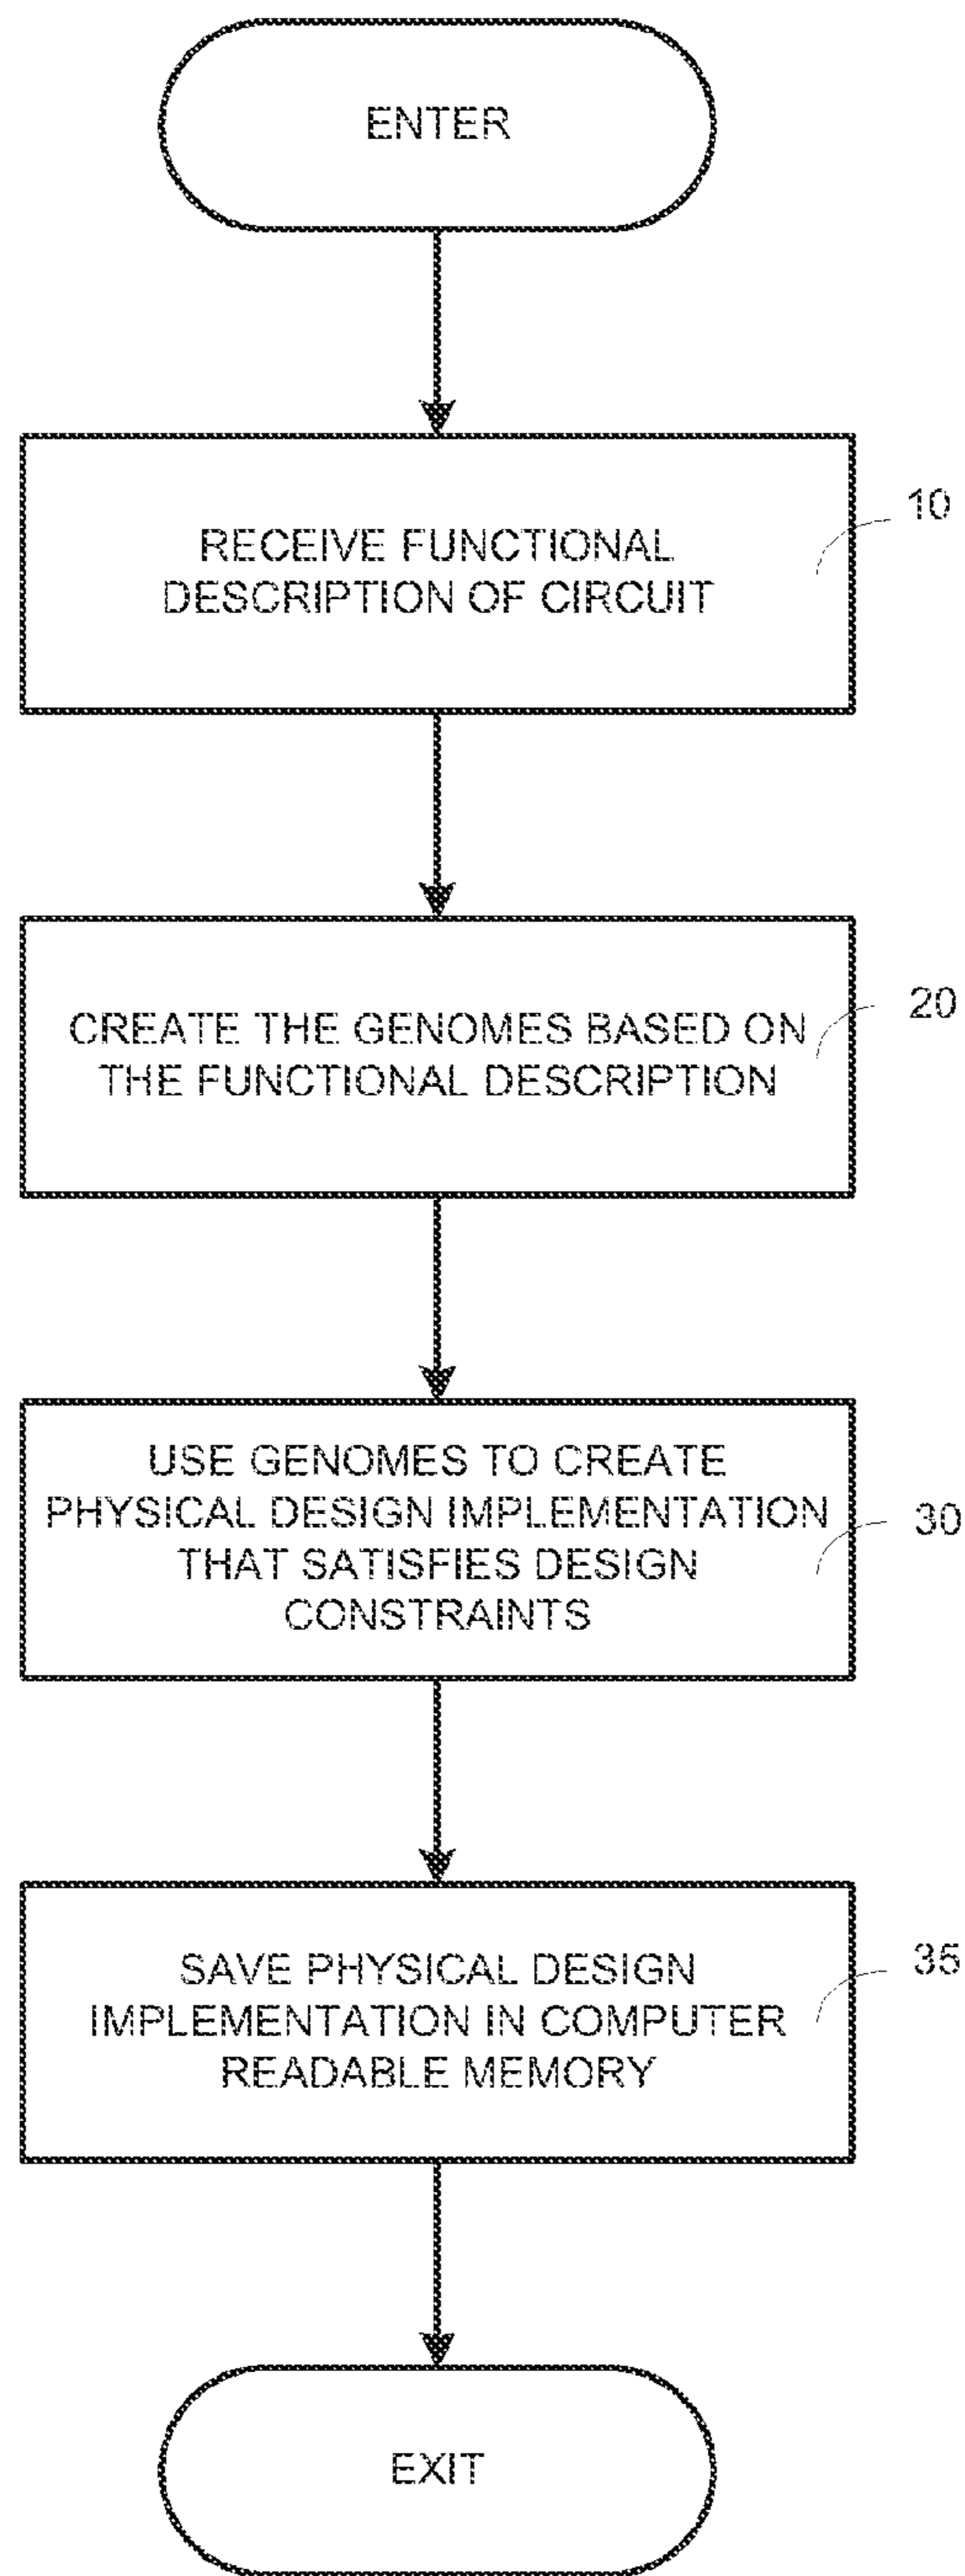 ENTER
RECEIVE FUNCTIONAL
DESCRIPTION OF CIRCUIT
10
CREATE THE GENOMES BASED ON
THE FUNCTIONAL DESCRIPTION
20
USE GENOMES TO CREATE
PHYSICAL DESIGN IMPLEMENTATION
THAT SATISFIES DESIGN
CONSTRAINTS
30
SAVE PHYSICAL DESIGN
IMPLEMENTATION IN COMPUTER
READABLE MEMORY
35
EXIT